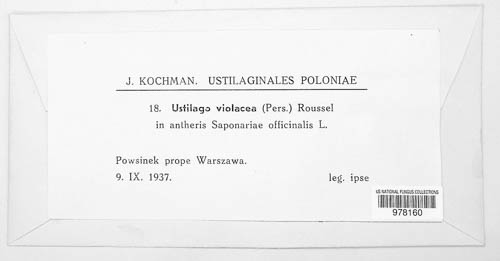 J. KOCHMAN. USTILAGINALES POLONIAE
18. Ustilago violacea (Pers.) Roussel
in antheris Saponariae officinalis L.
Powsinek prope Warszawa.
9. IX. 1937. leg. ipse
US NATIONAL FUNGUS COLLECTIONS
978160